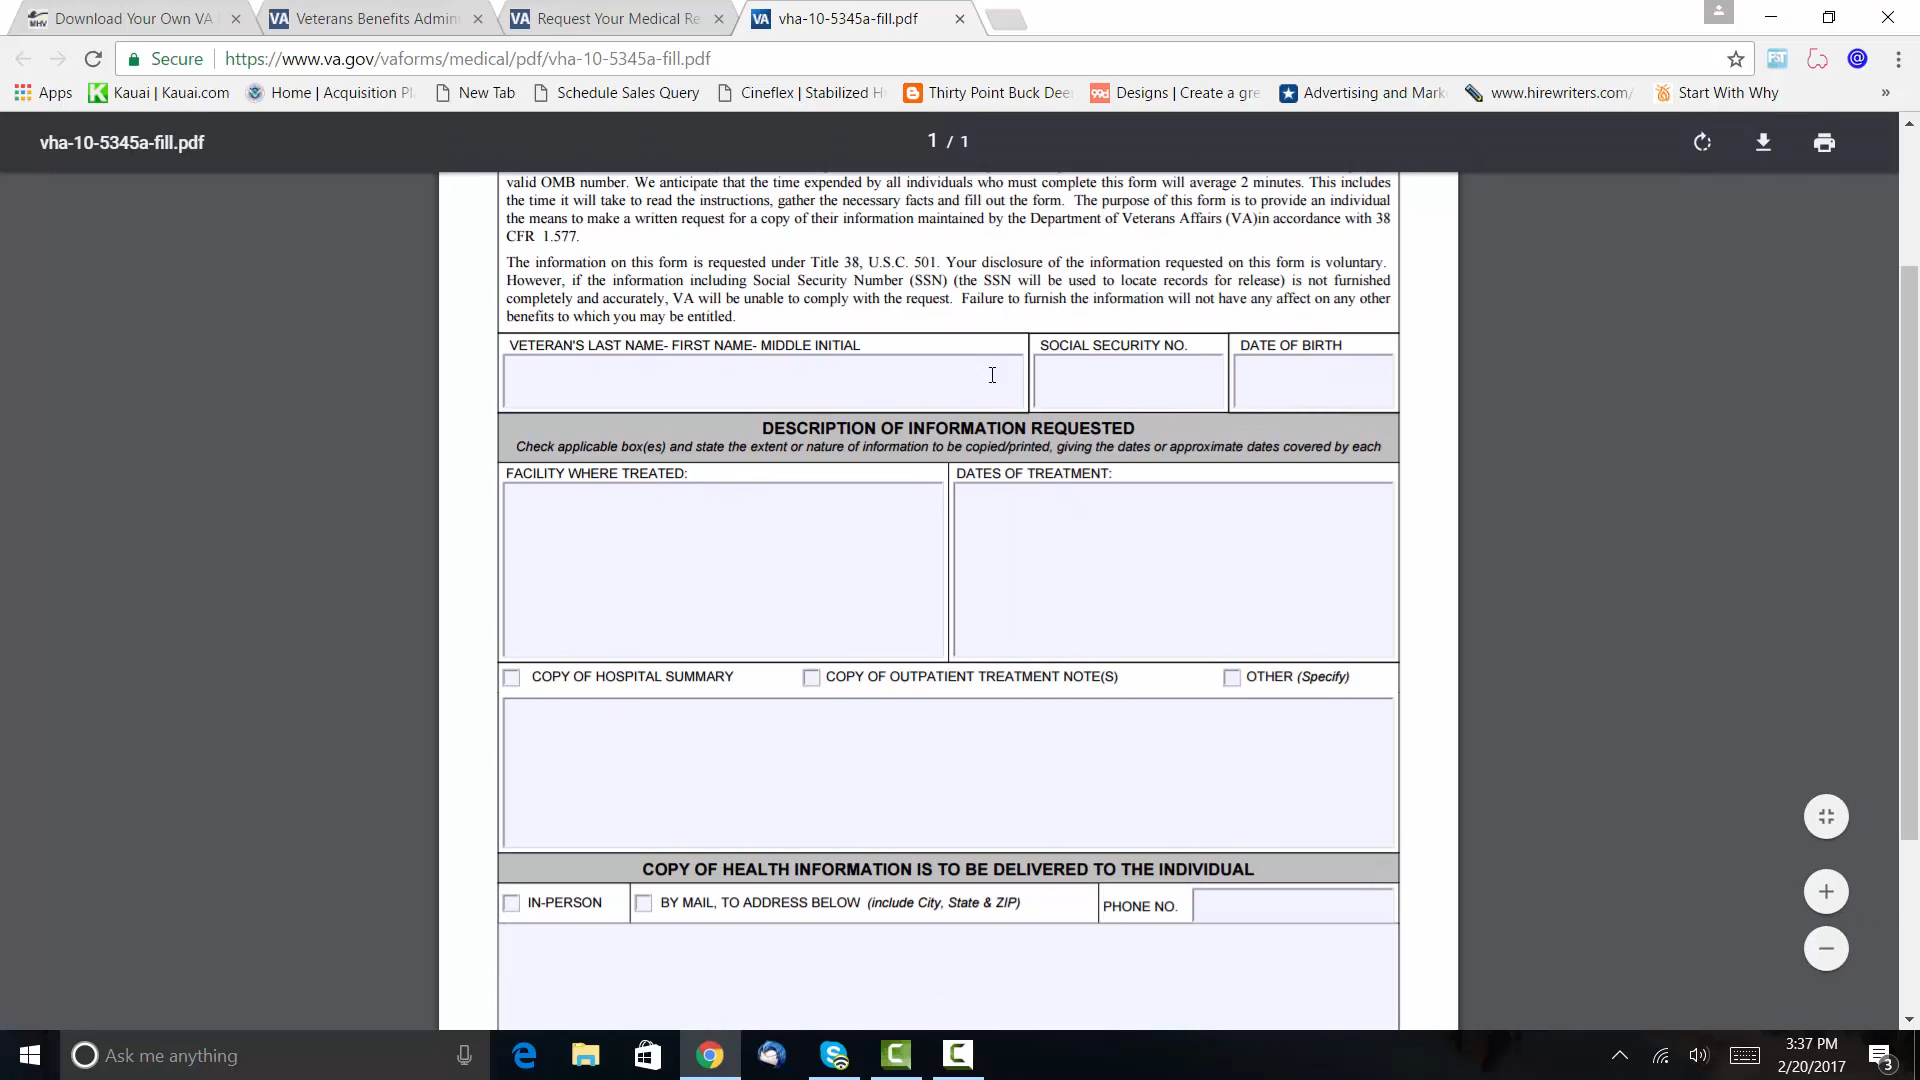 Download Your Own VA
Veterans Benefits Admin
Request Your Medical Re
vha-10-5345a-fill.pdf
Secure https://www.va.gov/vaforms/medical/pdf/vha-10-5345a-fill.pdf
Apps Kauai | Kauai.com Home | Acquisition Pl New Tab Schedule Sales Query Cineflex | Stabilized H Thirty Point Buck Dee Designs | Create a gre Advertising and Mark www.hirewriters.com/ Start With Why »
vha-10-5345a-fill.pdf 1 / 1
valid OMB number. We anticipate that the time expended by all individuals who must complete this form will average 2 minutes. This includes
the time it will take to read the instructions, gather the necessary facts and fill out the form. The purpose of this form is to provide an individual
the means to make a written request for a copy of their information maintained by the Department of Veterans Affairs (VA)in accordance with 38
CFR 1.577.
The information on this form is requested under Title 38, U.S.C. 501. Your disclosure of the information requested on this form is voluntary.
However, if the information including Social Security Number (SSN) (the SSN will be used to locate records for release) is not furnished
completely and accurately, VA will be unable to comply with the request. Failure to furnish the information will not have any affect on any other
benefits to which you may be entitled.
VETERAN'S LAST NAME- FIRST NAME- MIDDLE INITIAL SOCIAL SECURITY NO. DATE OF BIRTH
DESCRIPTION OF INFORMATION REQUESTED
Check applicable box(es) and state the extent or nature of information to be copied/printed, giving the dates or approximate dates covered by each
FACILITY WHERE TREATED: DATES OF TREATMENT:
COPY OF HOSPITAL SUMMARY COPY OF OUTPATIENT TREATMENT NOTE(S) OTHER (Specify)
COPY OF HEALTH INFORMATION IS TO BE DELIVERED TO THE INDIVIDUAL
IN-PERSON BY MAIL, TO ADDRESS BELOW (include City, State & ZIP) PHONE NO.
Ask me anything
3:37 PM
2/20/2017
3